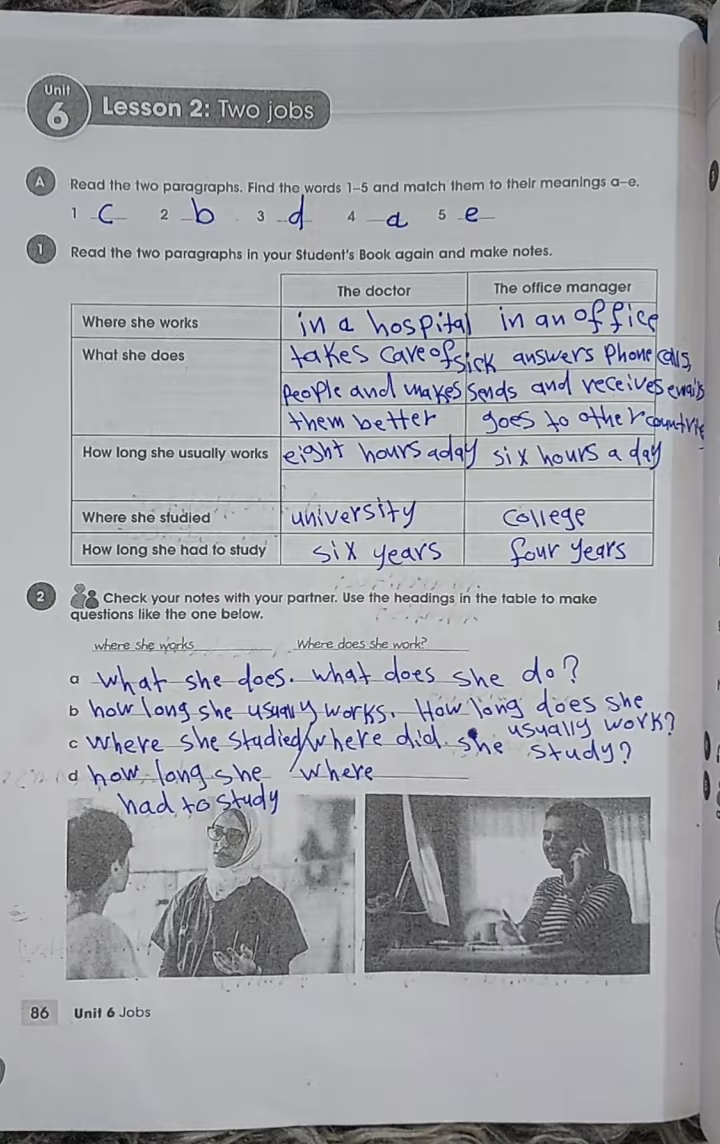 Unit
6
Lesson 2: Two jobs
A Read the two paragraphs. Find the words 1–5 and match them to their meanings a–e.
1 c 2 b 3 d 4 a 5 e
1 Read the two paragraphs in your Student's Book again and make notes.
The doctor The office manager
Where she works in a hospital in an office
What she does takes care of sick answers phone calls,
people and makes sends and receives emails
them better goes to other countrie
How long she usually works eight hours aday six hours a day
Where she studied university college
How long she had to study six years four years
2 Check your notes with your partner. Use the headings in the table to make
questions like the one below.
where she works Where does she work?
a what she does. what does she do?
b how long she usually works. How long does she
usually work?
c where she studied/where did she study?
d how long she / where
had to study
86 Unit 6 Jobs